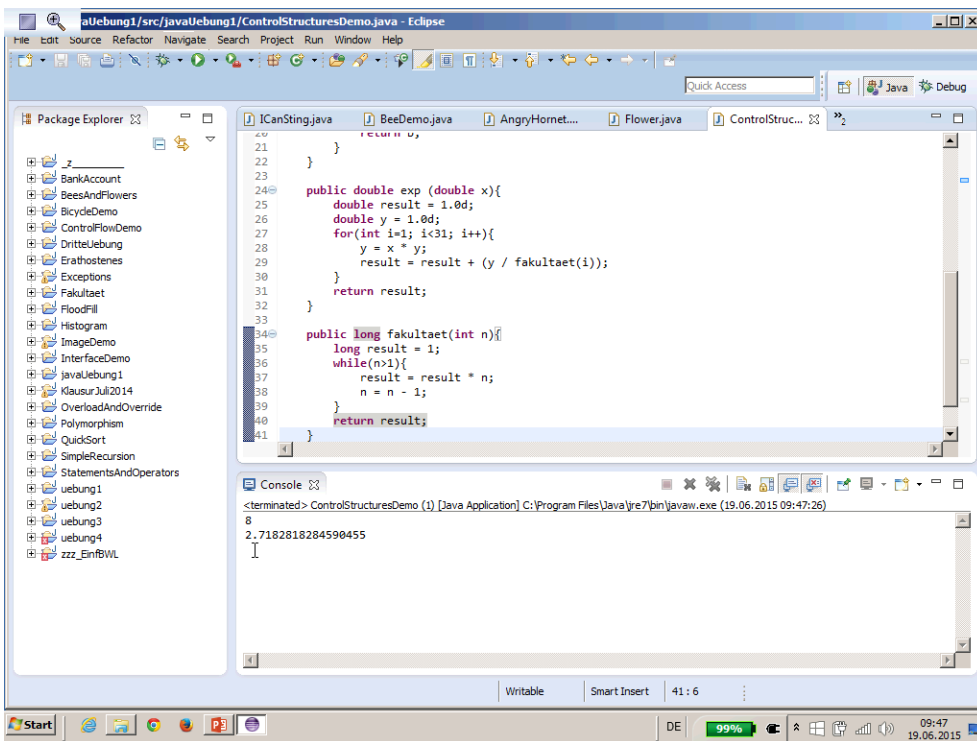 aUebung1/src/javaUebung1/ControlStructuresDemo.java - Eclipse
File Edit Source Refactor Navigate Search Project Run Window Help
Quick Access
Java
Debug
Package Explorer
_z________
BankAccount
BeesAndFlowers
BicycleDemo
ControlFlowDemo
DritteUebung
Erathostenes
Exceptions
Fakultaet
FloodFill
Histogram
ImageDemo
InterfaceDemo
javaUebung1
KlausurJuli2014
OverloadAndOverride
Polymorphism
QuickSort
SimpleRecursion
StatementsAndOperators
uebung1
uebung2
uebung3
uebung4
zzz_EinfBWL
ICanSting.java BeeDemo.java AngryHornet.... Flower.java ControlStruc... »2
20 return b;
21 }
22 }
23
24 public double exp (double x){
25 double result = 1.0d;
26 double y = 1.0d;
27 for(int i=1; i<31; i++){
28 y = x * y;
29 result = result + (y / fakultaet(i));
30 }
31 return result;
32 }
33
34 public long fakultaet(int n){
35 long result = 1;
36 while(n>1){
37 result = result * n;
38 n = n - 1;
39 }
40 return result;
41 }
Console
<terminated> ControlStructuresDemo (1) [Java Application] C:\Program Files\Java\jre7\bin\javaw.exe (19.06.2015 09:47:26)
8
2.7182818284590455
Writable Smart Insert 41 : 6
Start
DE 99% 09:47
19.06.2015